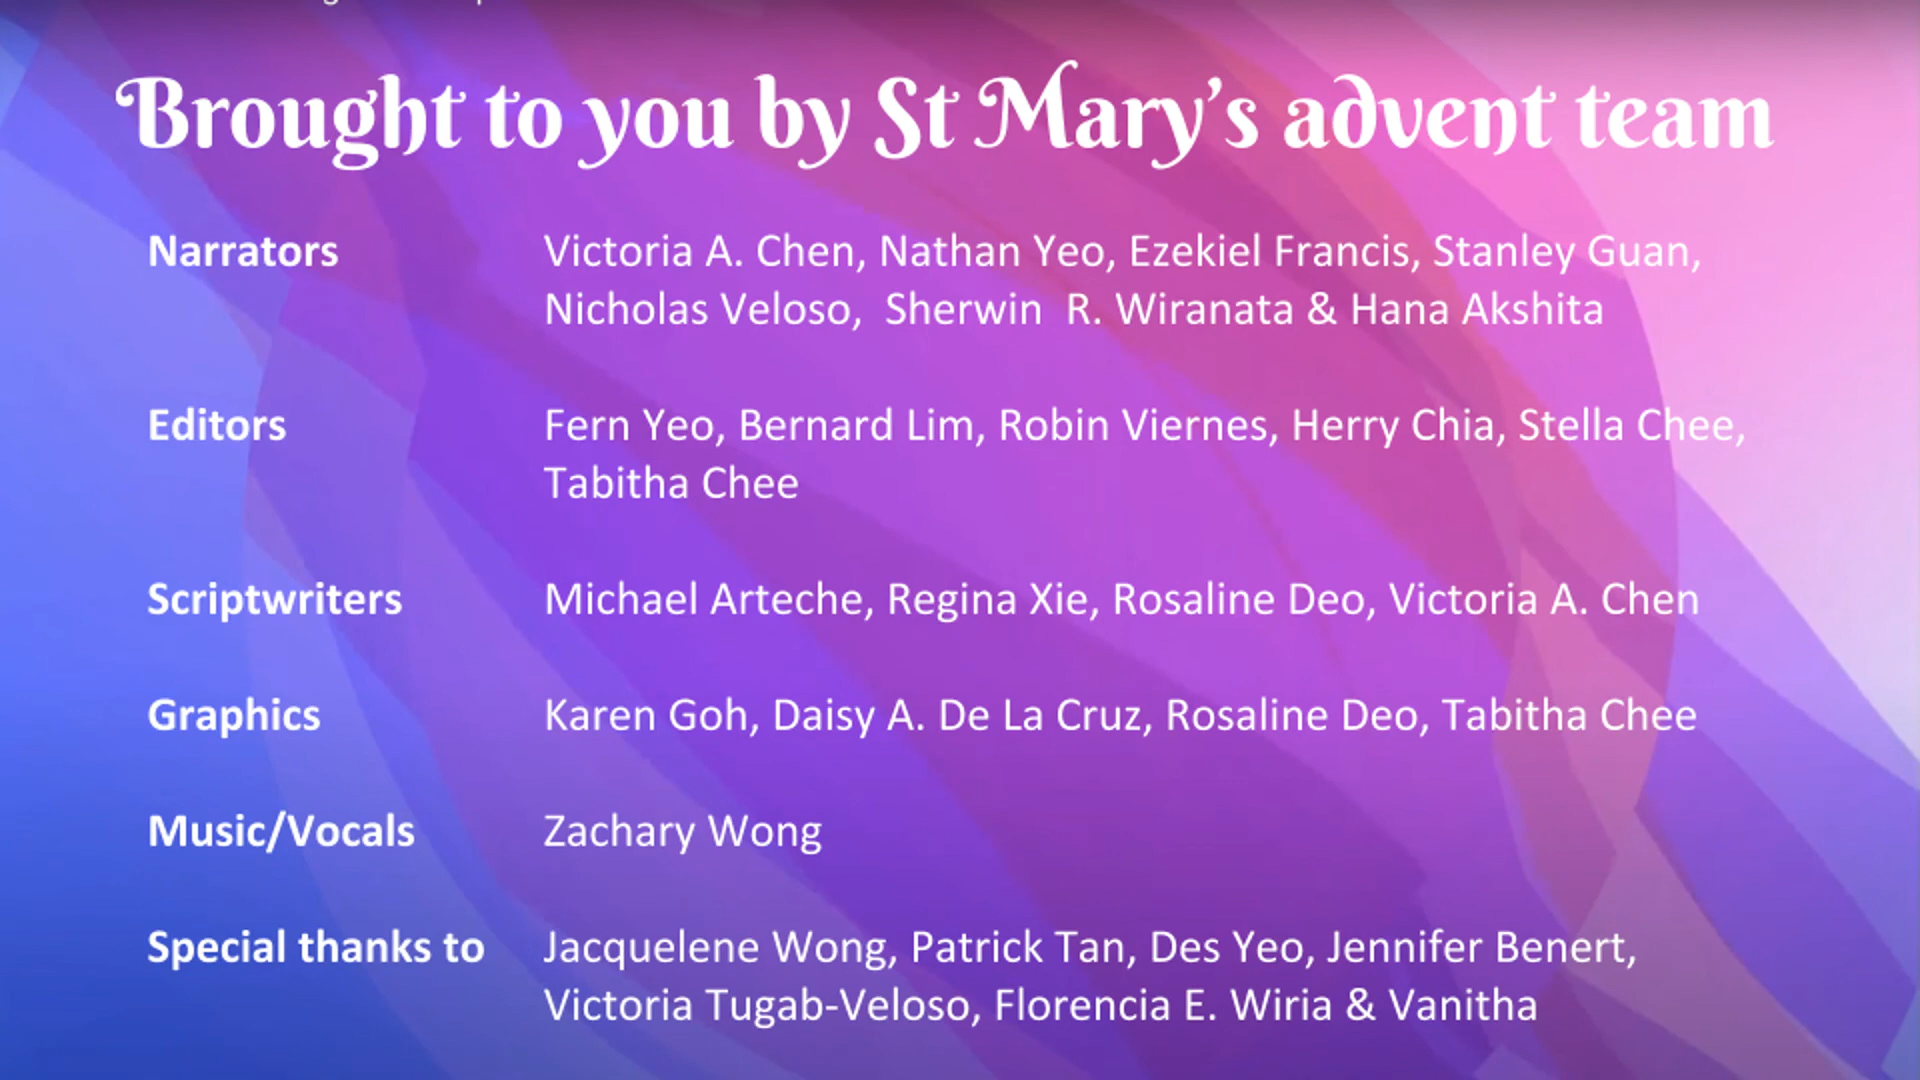 Brought to you by St Mary's advent team
Narrators Victoria A. Chen, Nathan Yeo, Ezekiel Francis, Stanley Guan,
Nicholas Veloso, Sherwin R. Wiranata & Hana Akshita
Editors Fern Yeo, Bernard Lim, Robin Viernes, Herry Chia, Stella Chee,
Tabitha Chee
Scriptwriters Michael Arteche, Regina Xie, Rosaline Deo, Victoria A. Chen
Graphics Karen Goh, Daisy A. De La Cruz, Rosaline Deo, Tabitha Chee
Music/Vocals Zachary Wong
Special thanks to Jacquelene Wong, Patrick Tan, Des Yeo, Jennifer Benert,
Victoria Tugab-Veloso, Florencia E. Wiria & Vanitha